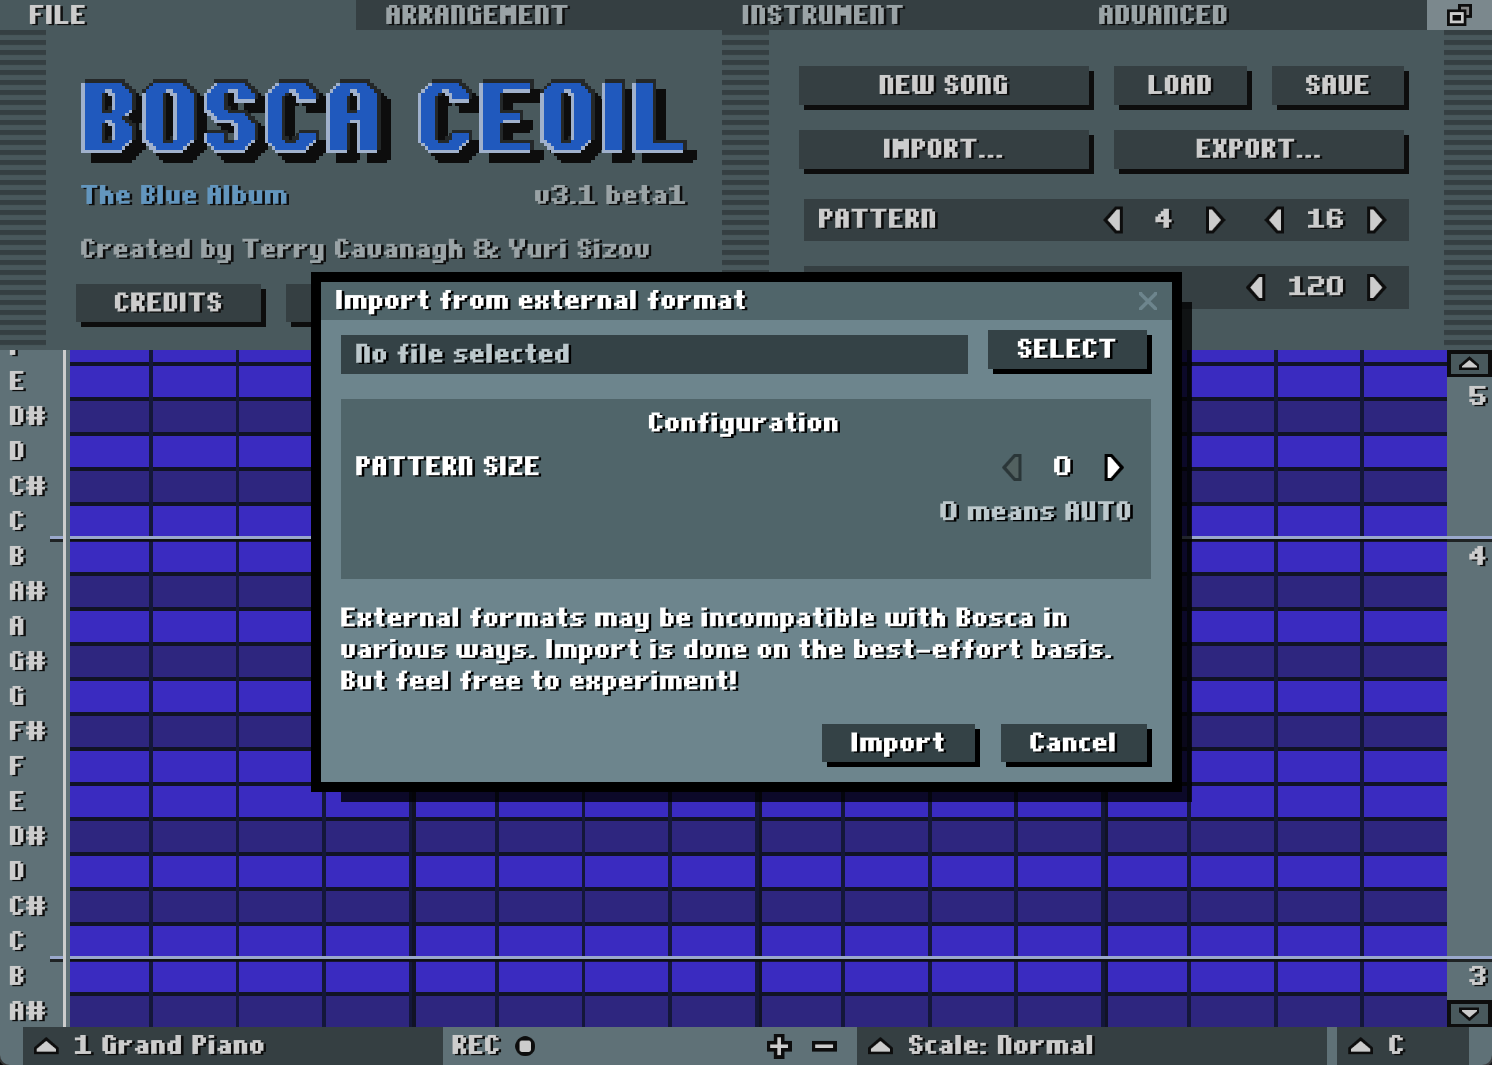 FILE ARRANGEMENT INSTRUMENT ADVANCED
BOSCA CEOIL
The Blue Album v3.1 beta1
Created by Terry Cavanagh & Yuri Sizov
CREDITS
NEW SONG LOAD SAVE
IMPORT... EXPORT...
PATTERN 4 16
120
Import from external format
No file selected SELECT
Configuration
PATTERN SIZE 0
0 means AUTO
External formats may be incompatible with Bosca in
various ways. Import is done on the best-effort basis.
But feel free to experiment!
Import Cancel
E
D#
D
C#
C
B
A#
A
G#
G
F#
F
E
D#
D
C#
C
B
A#
5
4
3
1 Grand Piano REC Scale: Normal C